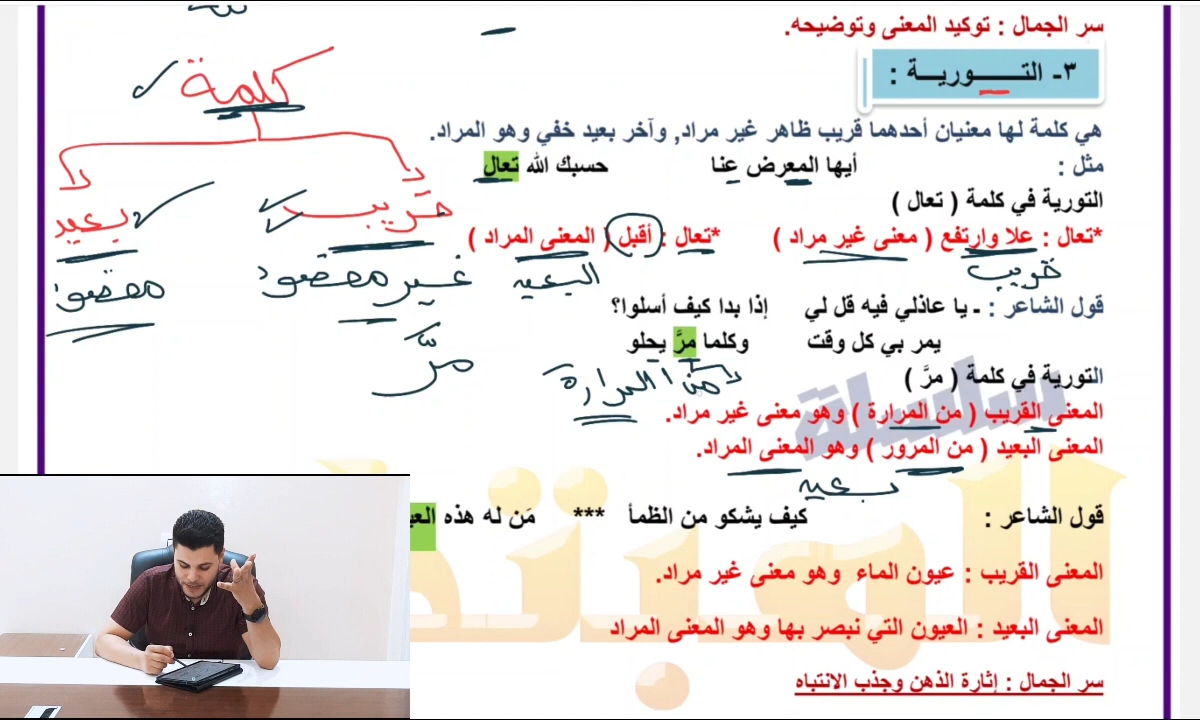 سر الجمال : توكيد المعنى وتوضيحه.
٣- التـــــوريـــة :
هي كلمة لها معنيان أحدهما قريب ظاهر غير مراد, وآخر بعيد خفي وهو المراد.
مثل : أيها المعرض عنا حسبك الله تعال
التورية في كلمة ( تعال )
*تعال : علا وارتفع ( معنى غير مراد ) *تعال : أقبل ( المعنى المراد )
قريب البعيد
قول الشاعر : ـ يا عاذلي فيه قل لي إذا بدا كيف أسلوا؟
يمر بي كل وقت وكلما مرَّ يحلو
من المرارة
التورية في كلمة ( مرَّ )
المعنى القريب ( من المرارة ) وهو معنى غير مراد.
المعنى البعيد ( من المرور ) وهو المعنى المراد.
بعيد
قول الشاعر : كيف يشكو من الظمأ *** مَن له هذه
المعنى القريب : عيون الماء وهو معنى غير مراد.
المعنى البعيد : العيون التي نبصر بها وهو المعنى المراد
سر الجمال : إثارة الذهن وجذب الانتباه
كلمة
قريب بعيد
غير مقصود مقصود
مرَّ
سلسلة